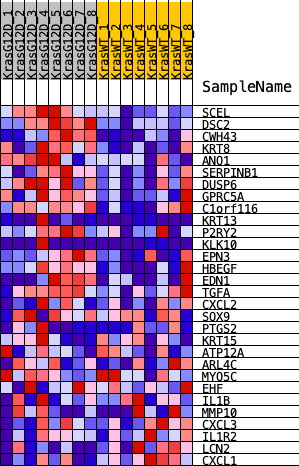 KrasG12D_1
KrasG12D_2
KrasG12D_3
KrasG12D_4
KrasG12D_5
KrasG12D_6
KrasG12D_7
KrasG12D_8
KrasWT_1
KrasWT_2
KrasWT_3
KrasWT_4
KrasWT_5
KrasWT_6
KrasWT_7
KrasWT_8
SampleName
SCEL
DSC2
CWH43
KRT8
ANO1
SERPINB1
DUSP6
GPRC5A
C1orf116
KRT13
P2RY2
KLK10
EPN3
HBEGF
EDN1
TGFA
CXCL2
SOX9
PTGS2
KRT15
ATP12A
ARL4C
MYO5C
EHF
IL1B
MMP10
CXCL3
IL1R2
LCN2
CXCL1